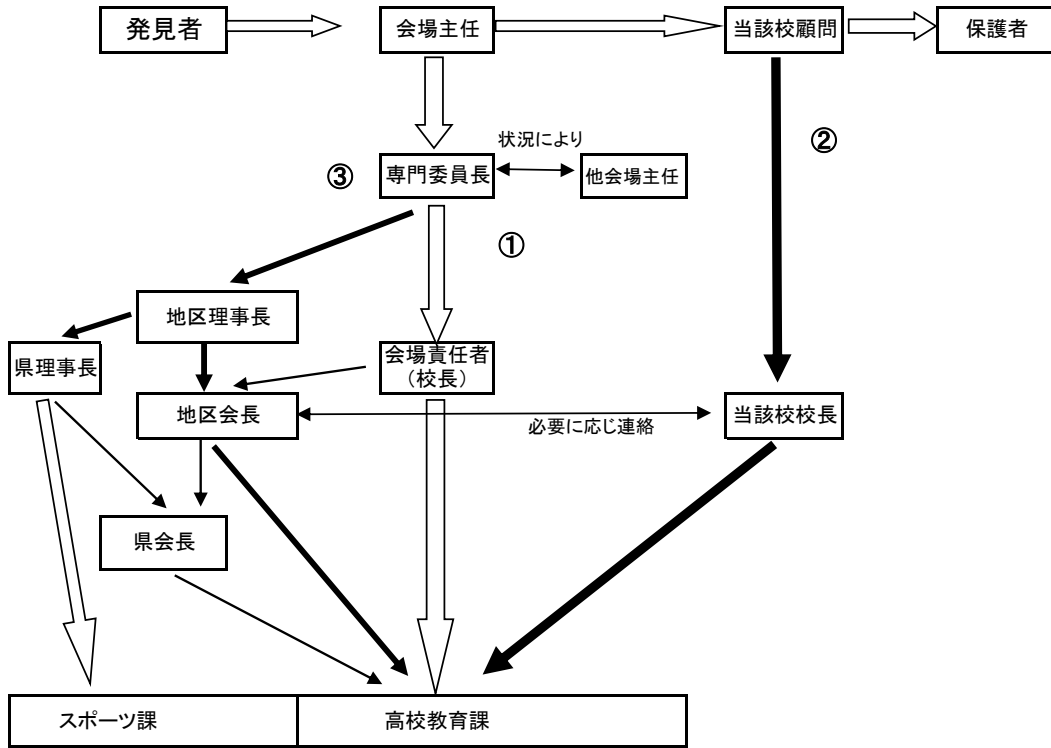 発見者
会場主任
当該校顧問
保護者
②
状況により
③
専門委員長
他会場主任
①
地区理事長
県理事長
会場責任者
(校長)
地区会長
必要に応じ連絡
当該校校長
県会長
スポーツ課
高校教育課